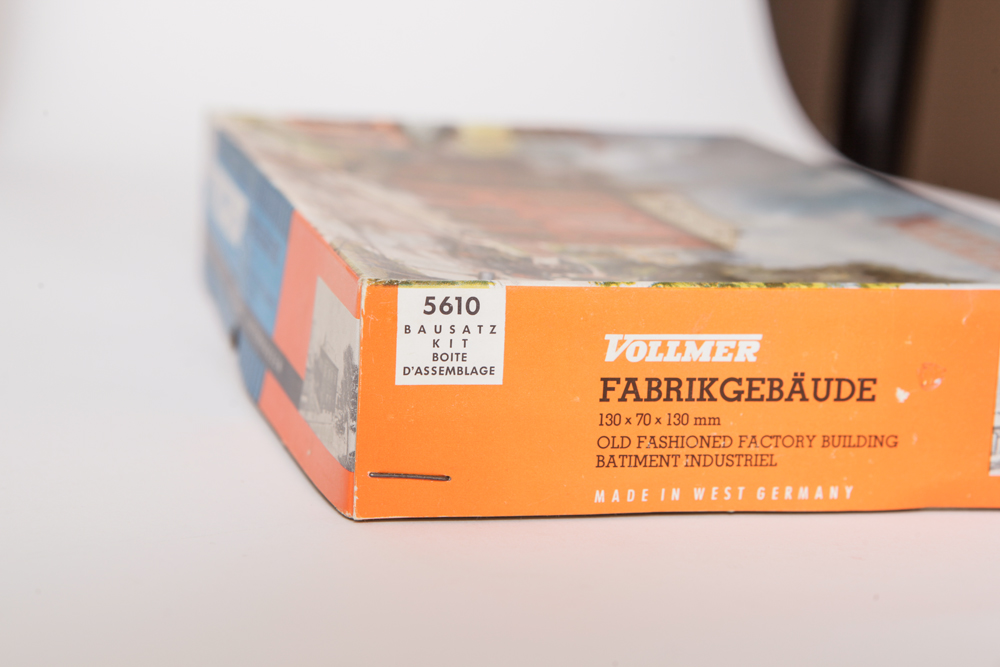 5610
BAUSATZ
KIT
BOITE
D'ASSEMBLAGE
VOLLMER
FABRIKGEBÄUDE
130 x 70 x 130 mm
OLD FASHIONED FACTORY BUILDING
BATIMENT INDUSTRIEL
MADE IN WEST GERMANY